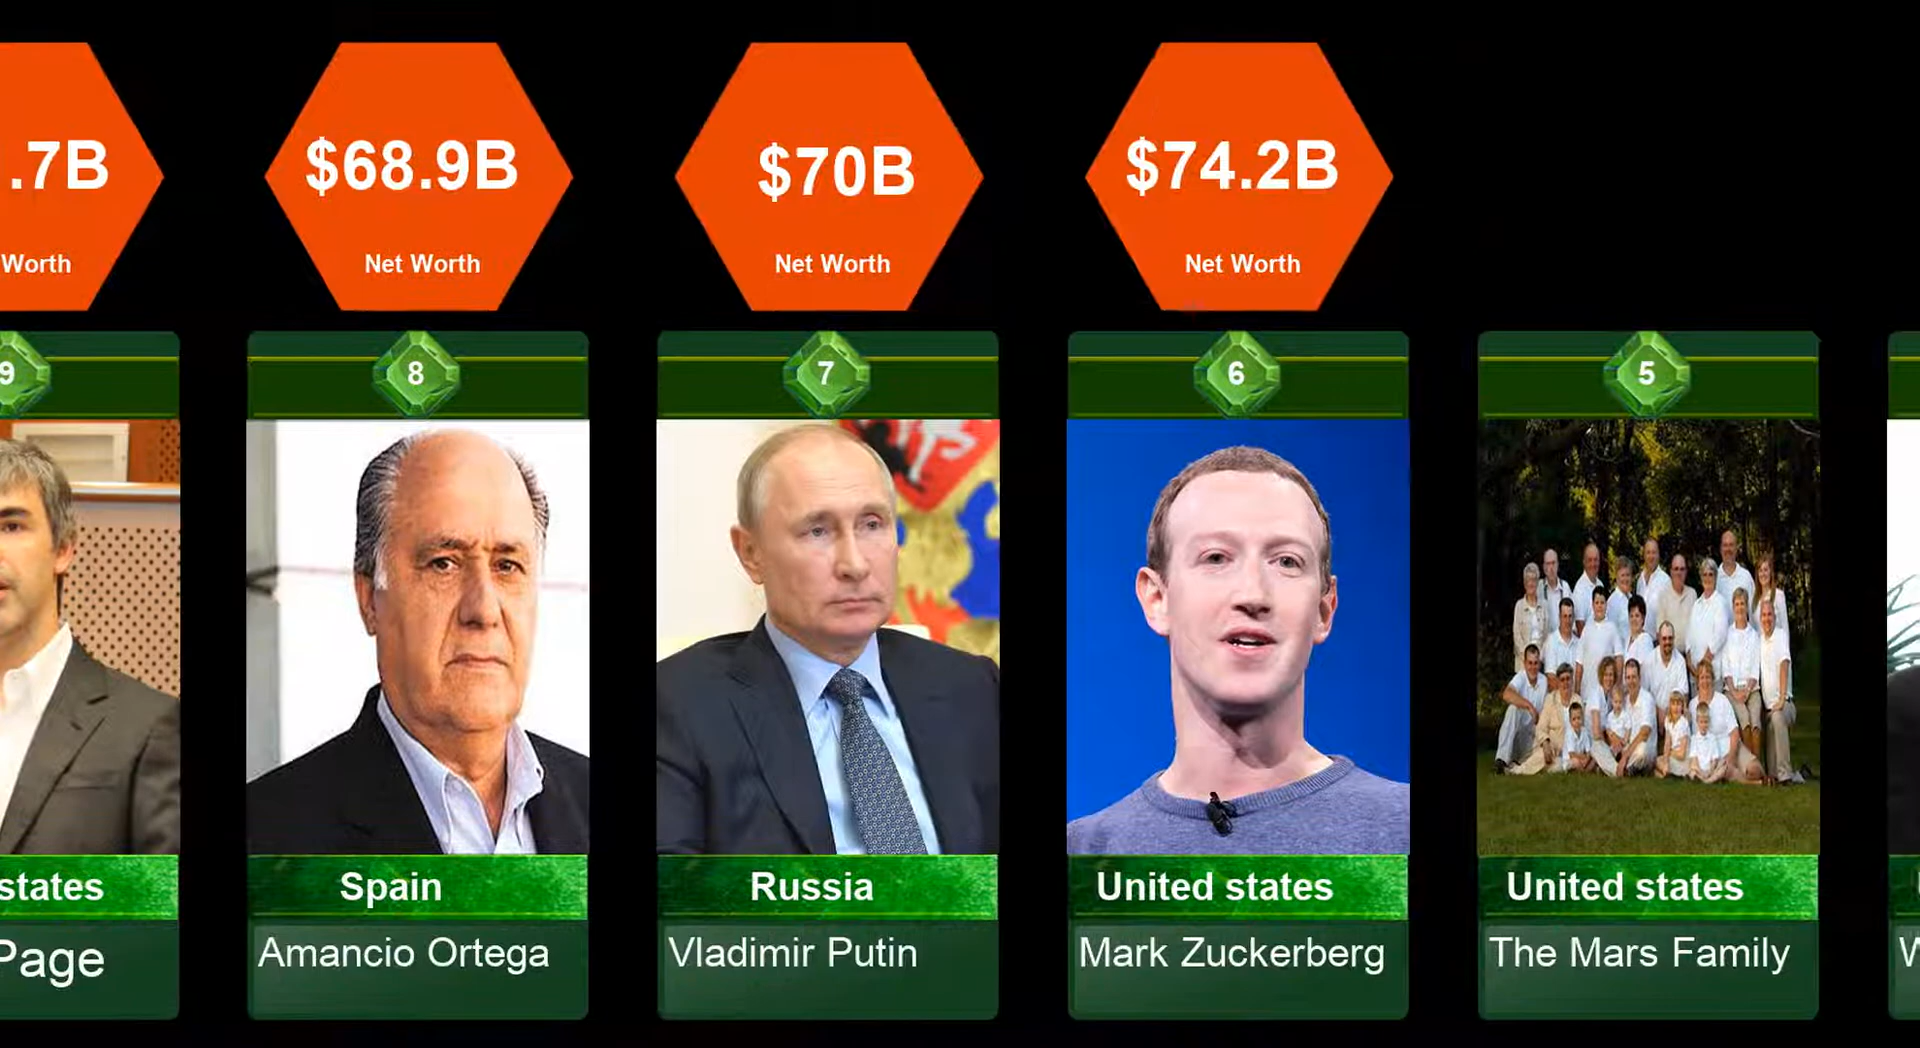 .7B
$68.9B
$70B
$74.2B
Worth
Net Worth
Net Worth
Net Worth
9
8
7
6
5
states
Spain
Russia
United states
United states
Page
Amancio Ortega
Vladimir Putin
Mark Zuckerberg
The Mars Family
W